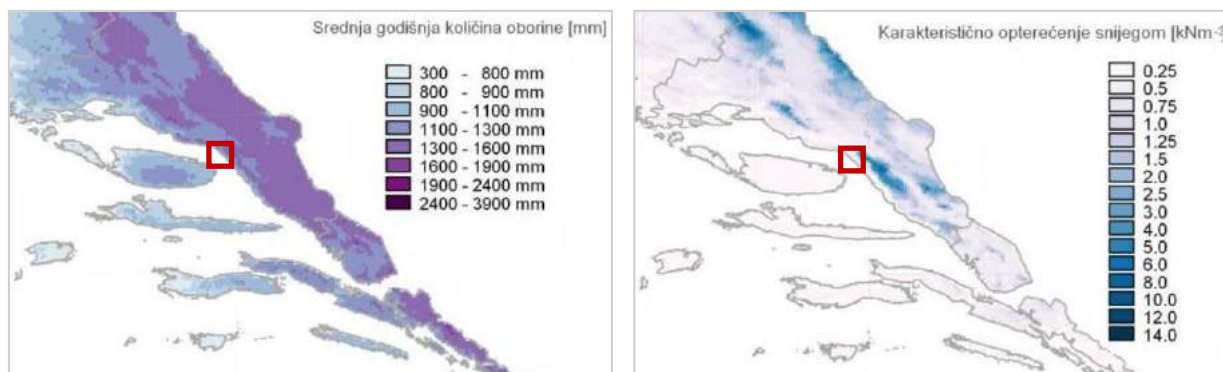 Srednja godišnja količina oborine [mm]
300 - 800 mm
800 - 900 mm
900 - 1100 mm
1100 - 1300 mm
1300 - 1600 mm
1600 - 1900 mm
1900 - 2400 mm
2400 - 3900 mm
Karakteristično opterećenje snijegom [kNm-
0.25
0.5
0.75
1.0
1.25
1.5
2.0
2.5
3.0
4.0
5.0
6.0
8.0
10.0
12.0
14.0